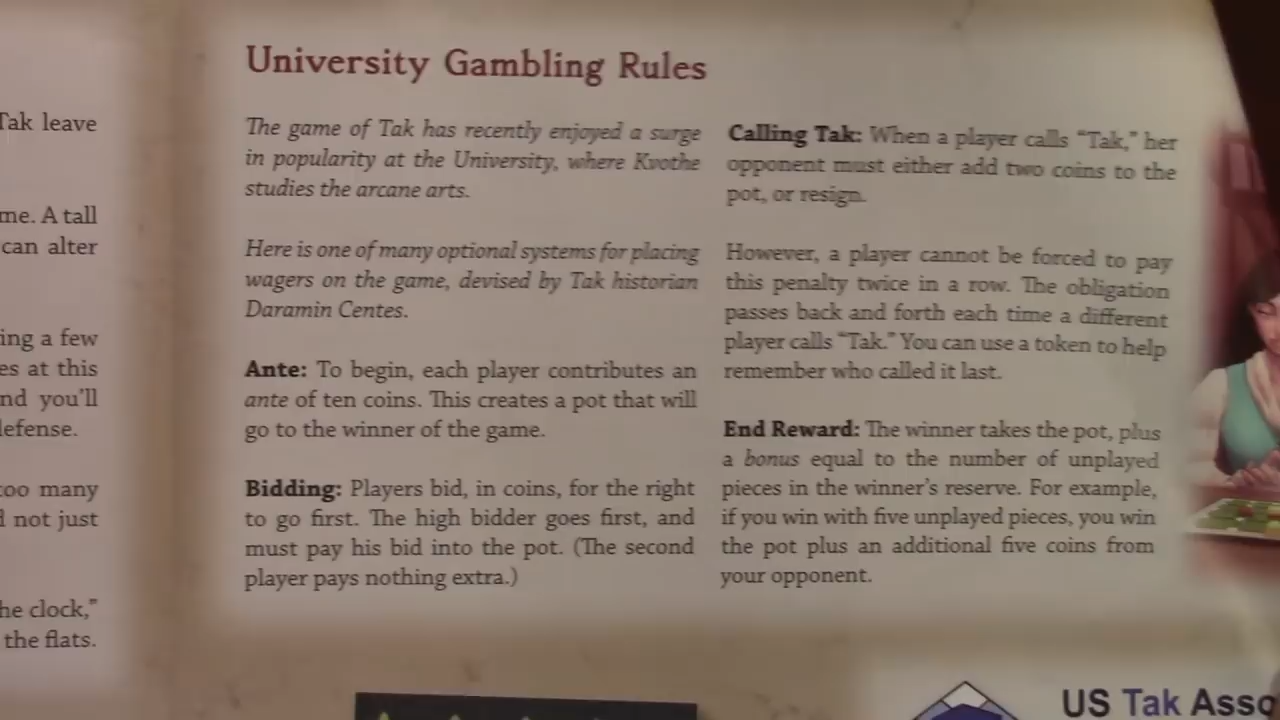 Tak leave
me. A tall
can alter
ing a few
es at this
nd you'll
lefense.
too many
d not just
he clock,"
the flats.
University Gambling Rules
The game of Tak has recently enjoyed a surge
in popularity at the University, where Kvothe
studies the arcane arts.
Here is one of many optional systems for placing
wagers on the game, devised by Tak historian
Daramin Centes.
Ante: To begin, each player contributes an
ante of ten coins. This creates a pot that will
go to the winner of the game.
Bidding: Players bid, in coins, for the right
to go first. The high bidder goes first, and
must pay his bid into the pot. (The second
player pays nothing extra.)
Calling Tak: When a player calls "Tak," her
opponent must either add two coins to the
pot, or resign.
However, a player cannot be forced to pay
this penalty twice in a row. The obligation
passes back and forth each time a different
player calls "Tak." You can use a token to help
remember who called it last.
End Reward: The winner takes the pot, plus
a bonus equal to the number of unplayed
pieces in the winner's reserve. For example,
if you win with five unplayed pieces, you win
the pot plus an additional five coins from
your opponent.
US Tak Asso